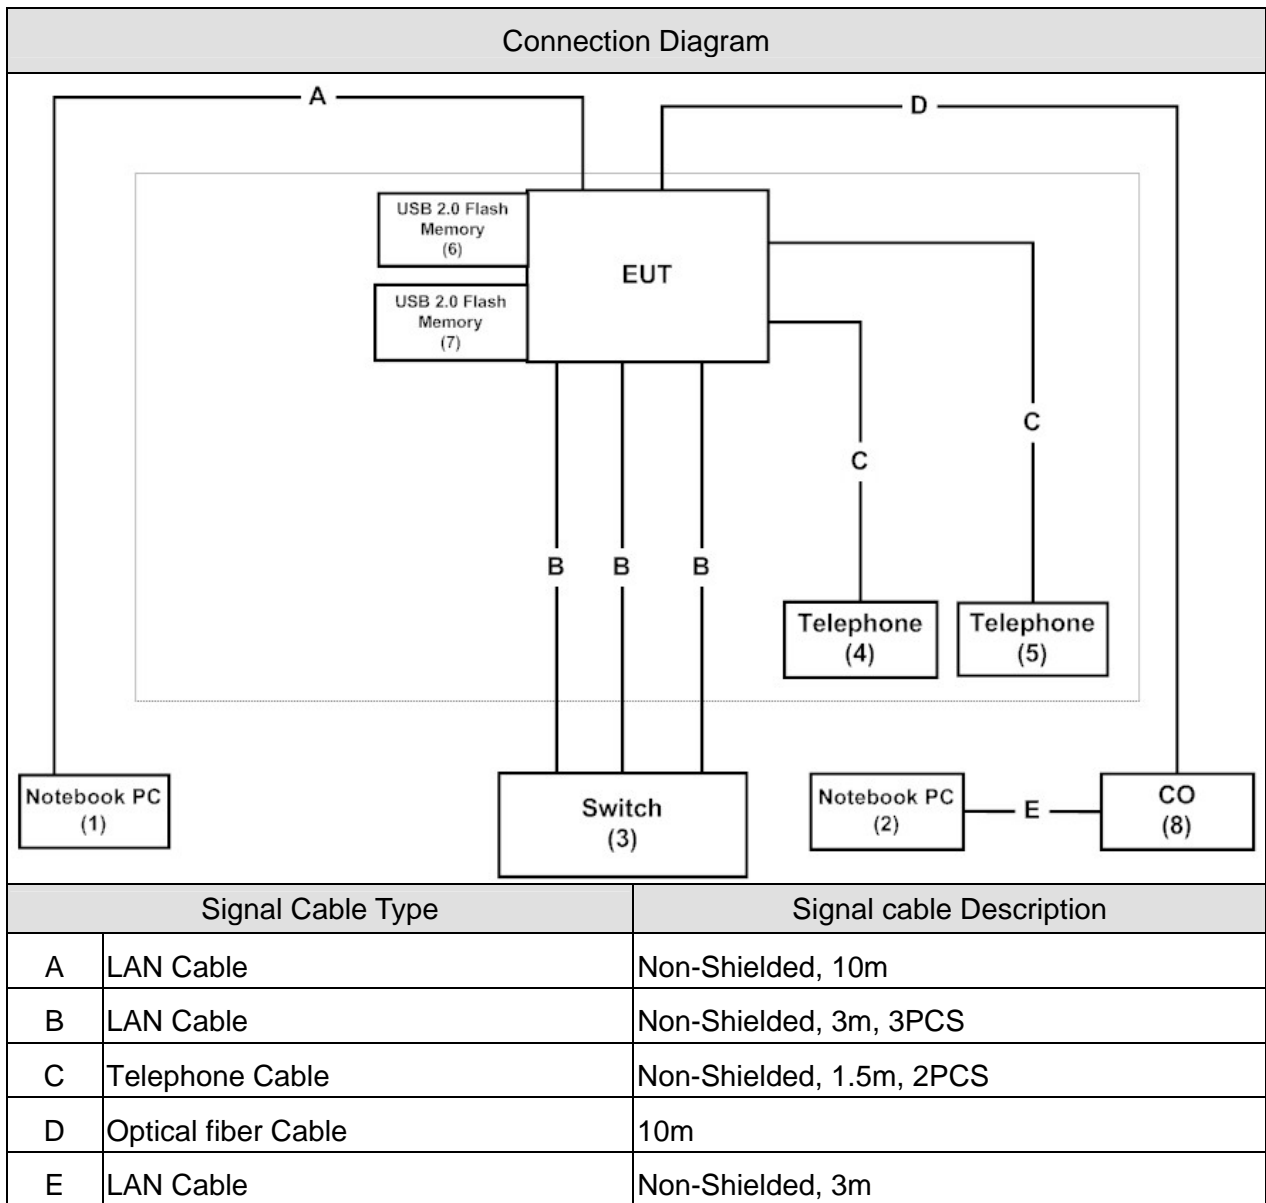 Connection Diagram
A
D
USB 2.0 Flash
Memory
(6)
EUT
USB 2.0 Flash
Memory
(7)
C
C
B B B
Telephone
(4)
Telephone
(5)
Notebook PC
(1)
Switch
(3)
Notebook PC
(2)
E
CO
(8)
Signal Cable Type Signal cable Description
A LAN Cable Non-Shielded, 10m
B LAN Cable Non-Shielded, 3m, 3PCS
C Telephone Cable Non-Shielded, 1.5m, 2PCS
D Optical fiber Cable 10m
E LAN Cable Non-Shielded, 3m